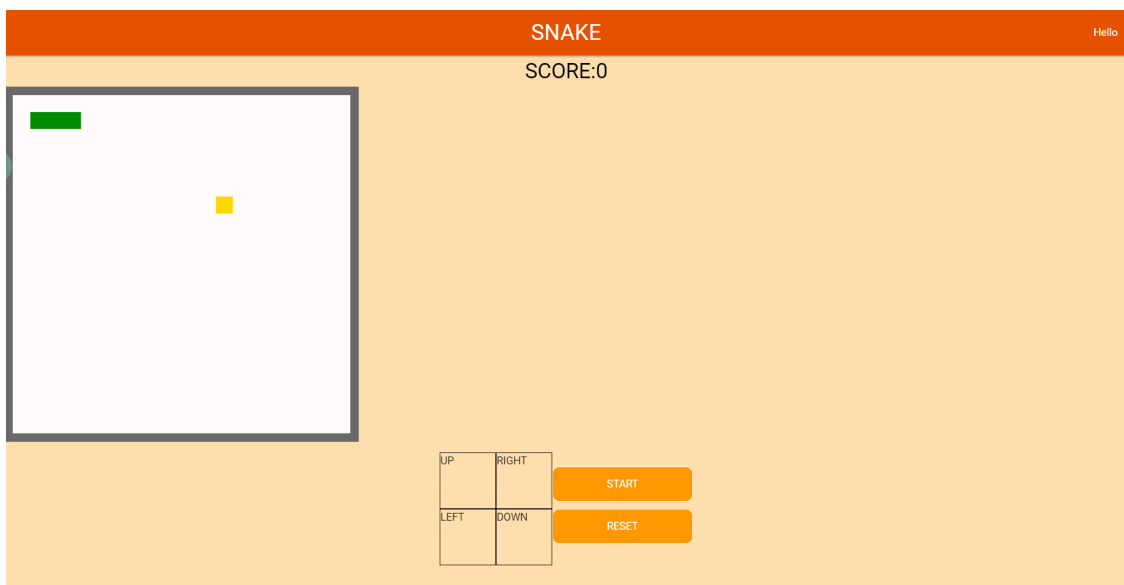 SNAKE
Hello
SCORE:0
UP
RIGHT
START
LEFT
DOWN
RESET